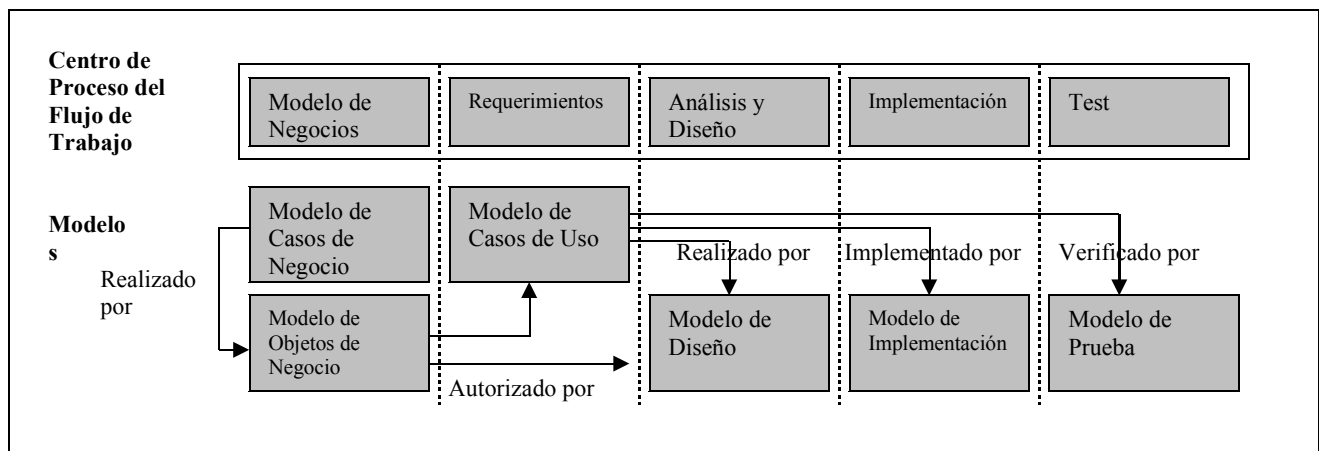 Centro de
Proceso del
Flujo de
Trabajo
Modelo de
Negocios
Requerimientos
Análisis y
Diseño
Implementación
Test
Modelo
s
Modelo de
Casos de
Negocio
Modelo de
Casos de Uso
Realizado
por
Realizado por
Implementado por
Verificado por
Modelo de
Objetos de
Negocio
Modelo de
Diseño
Modelo de
Implementación
Modelo de
Prueba
Autorizado por